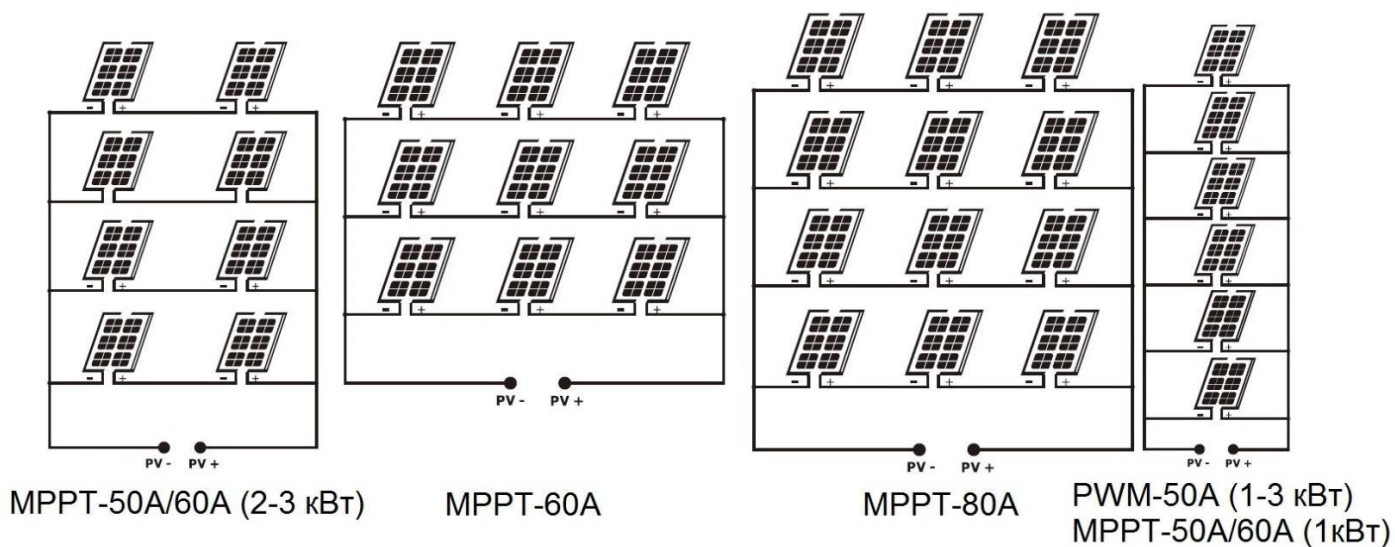 - + - +
- + - +
- + - +
- + - +
PV - PV +
MPPT-50A/60A (2-3 кВт)
- + - + - +
- + - + - +
- + - + - +
PV - PV +
MPPT-60A
- + - + - +
- + - + - +
- + - + - +
- + - + - +
PV - PV +
MPPT-80A
- +
- +
- +
- +
- +
- +
PV - PV +
PWM-50A (1-3 кВт)
MPPT-50A/60A (1кВт)